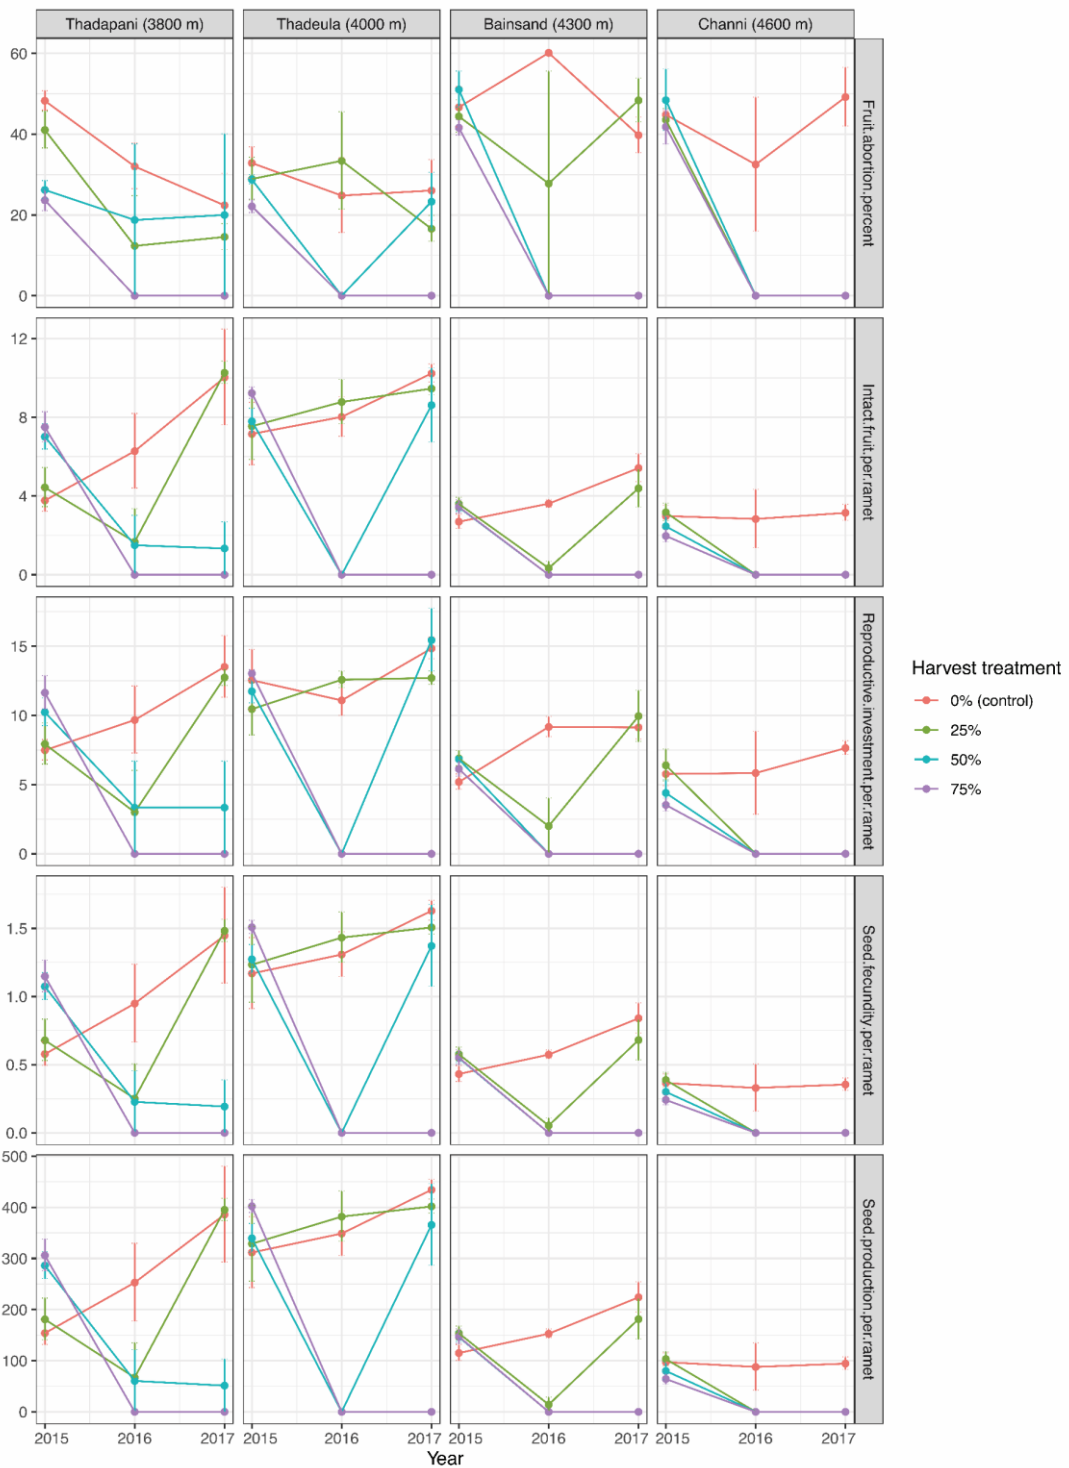 Thadapani (3800 m) Thadeula (4000 m) Bainsand (4300 m) Channi (4600 m)
60
40
20
0
Fruit.abortion.percent
12
8
4
0
Intact.fruit.per.ramet
15
10
5
0
Reproductive.investment.per.ramet
1.5
1.0
0.5
0.0
Seed.fecundity.per.ramet
500
400
300
200
100
0
Seed.production.per.ramet
2015 2016 2017 2015 2016 2017 2015 2016 2017 2015 2016 2017
Year
Harvest treatment
0% (control)
25%
50%
75%